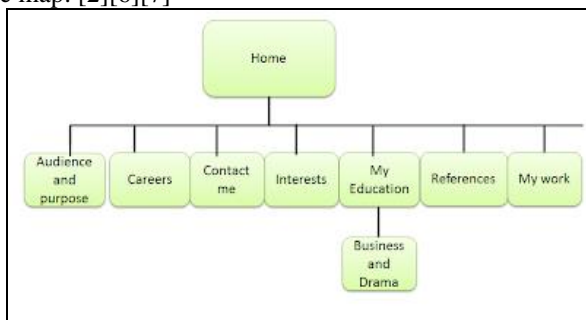 map. [2][6][7]
Home
Audience
and
purpose
Careers
Contact
me
Interests
My
Education
References
My work
Business
and
Drama